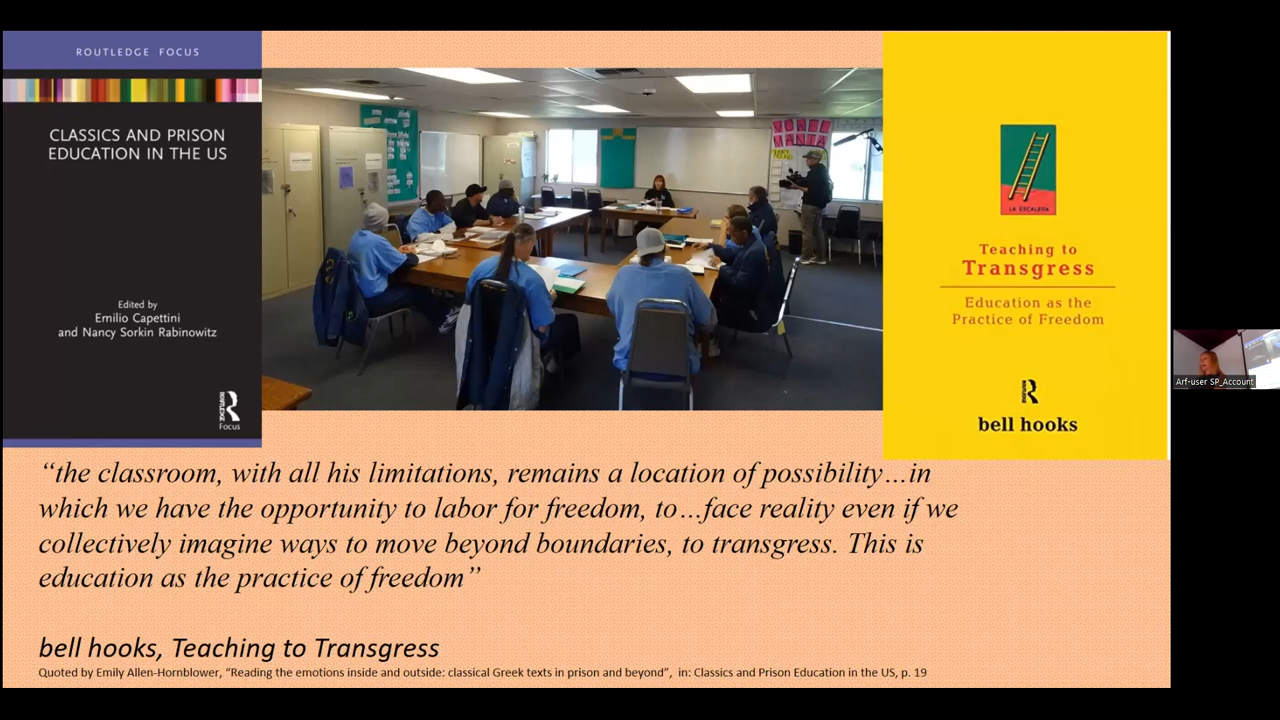 ROUTLEDGE FOCUS
CLASSICS AND PRISON
EDUCATION IN THE US
Edited by
Emilio Capettini
and Nancy Sorkin Rabinowitz
R
ROUTLEDGE
Focus
LA ESCALERA
Teaching to
Transgress
Education as the
Practice of Freedom
R
bell hooks
Arf-user SP_Account
“the classroom, with all his limitations, remains a location of possibility…in
which we have the opportunity to labor for freedom, to…face reality even if we
collectively imagine ways to move beyond boundaries, to transgress. This is
education as the practice of freedom”
bell hooks, Teaching to Transgress
Quoted by Emily Allen-Hornblower, “Reading the emotions inside and outside: classical Greek texts in prison and beyond”, in: Classics and Prison Education in the US, p. 19